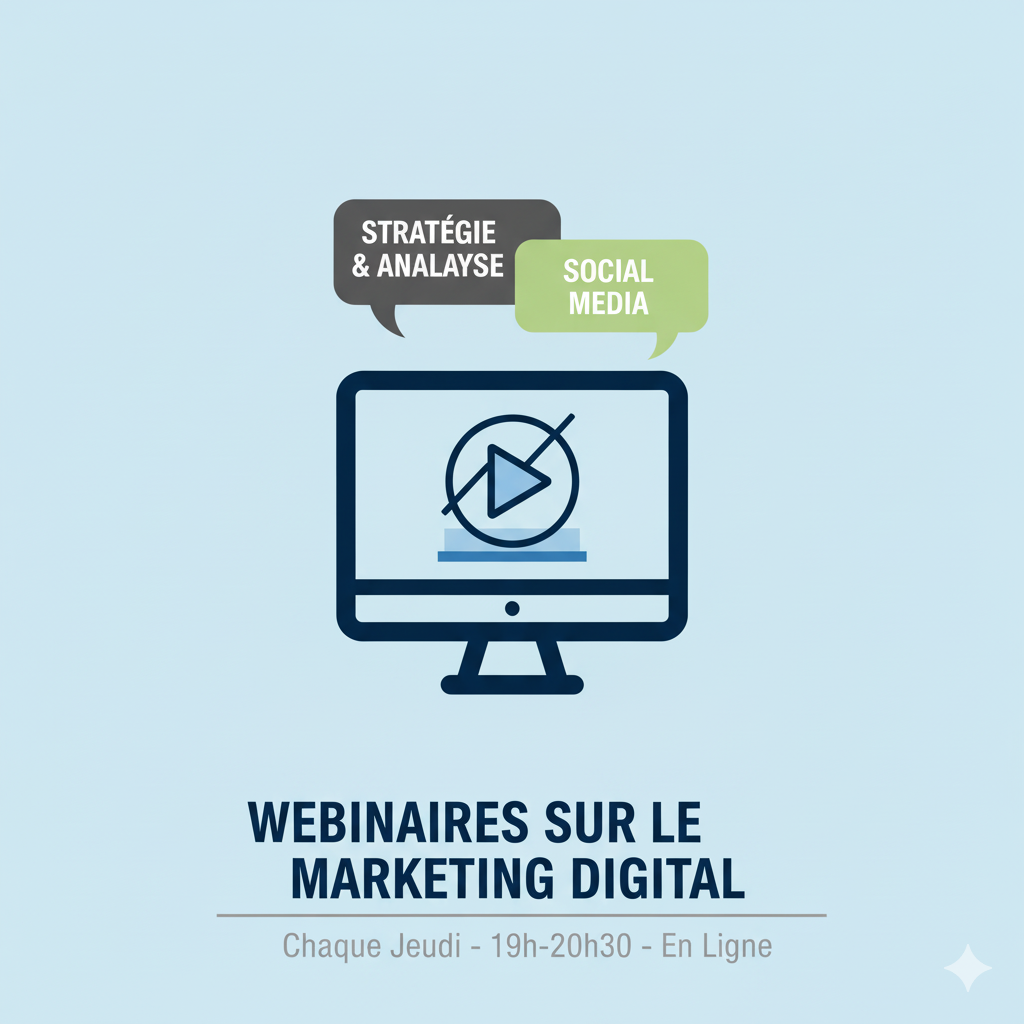 STRATÉGIE
& ANALAYSE
SOCIAL
MEDIA
WEBINAIRES SUR LE
MARKETING DIGITAL
Chaque Jeudi - 19h-20h30 - En Ligne